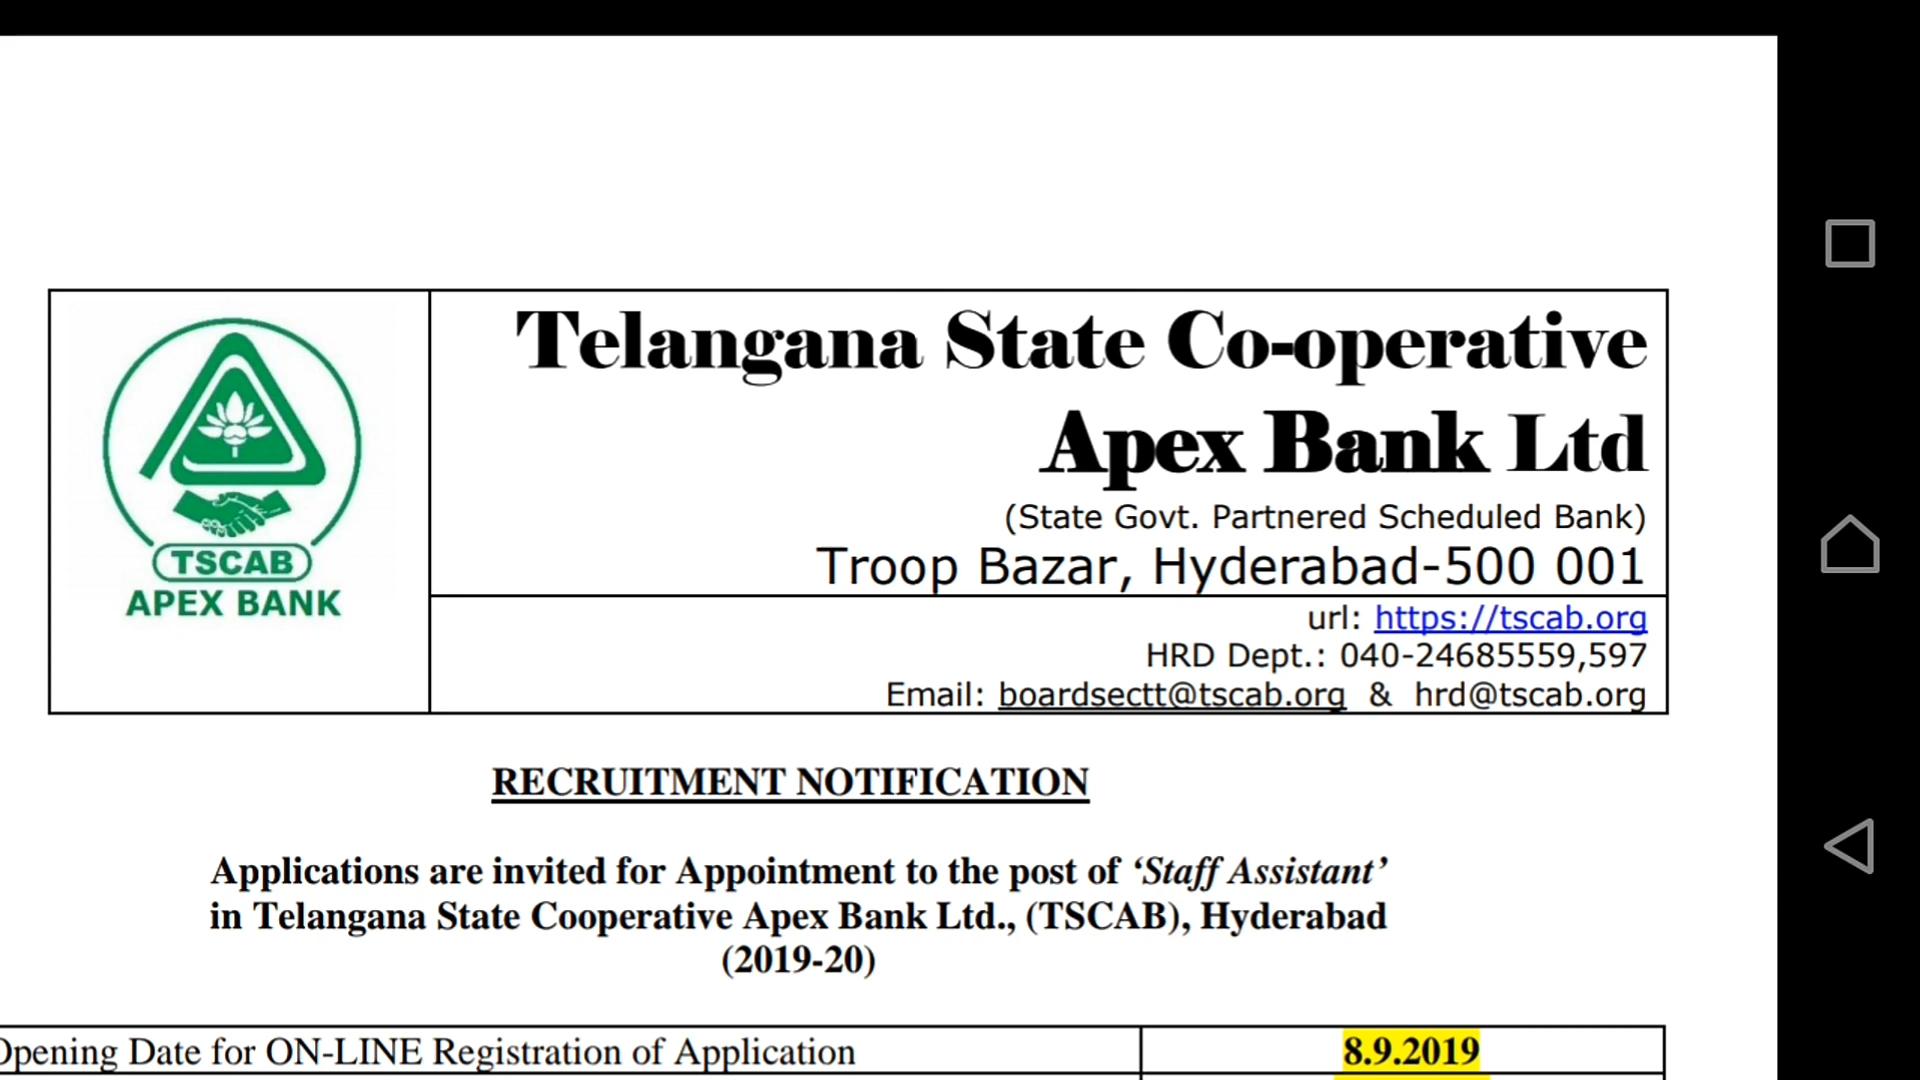 TSCAB
APEX BANK
Telangana State Co-operative
Apex Bank Ltd
(State Govt. Partnered Scheduled Bank)
Troop Bazar, Hyderabad-500 001
url: https://tscab.org
HRD Dept.: 040-24685559,597
Email: boardsectt@tscab.org & hrd@tscab.org
RECRUITMENT NOTIFICATION
Applications are invited for Appointment to the post of ‘Staff Assistant’
in Telangana State Cooperative Apex Bank Ltd., (TSCAB), Hyderabad
(2019-20)
Opening Date for ON-LINE Registration of Application 8.9.2019